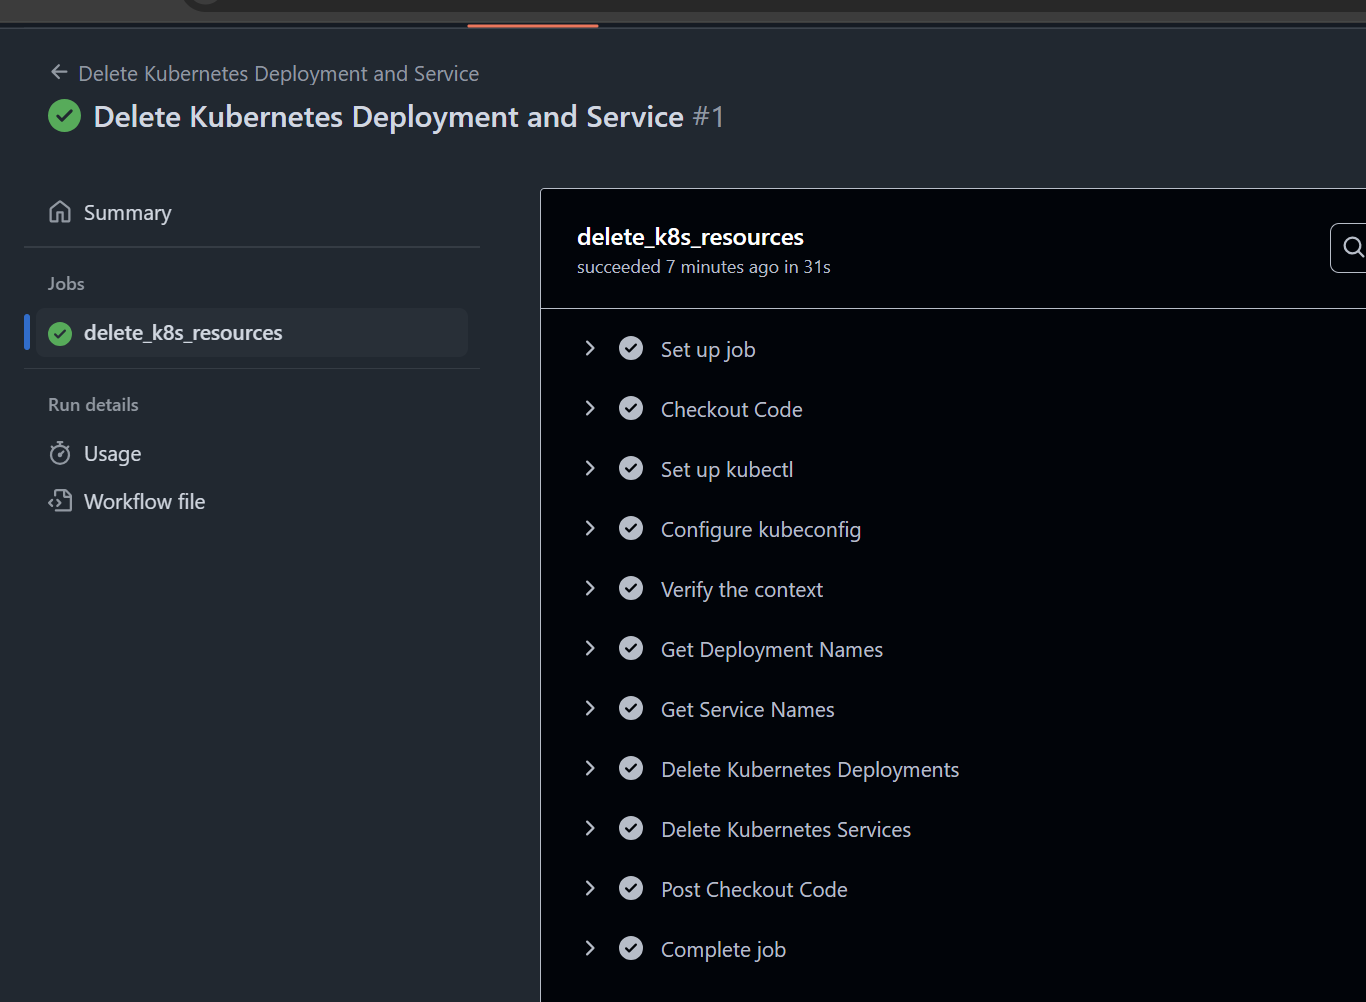 Delete Kubernetes Deployment and Service
Delete Kubernetes Deployment and Service #1
Summary
Jobs
delete_k8s_resources
Run details
Usage
Workflow file
delete_k8s_resources
succeeded 7 minutes ago in 31s
Set up job
Checkout Code
Set up kubectl
Configure kubeconfig
Verify the context
Get Deployment Names
Get Service Names
Delete Kubernetes Deployments
Delete Kubernetes Services
Post Checkout Code
Complete job